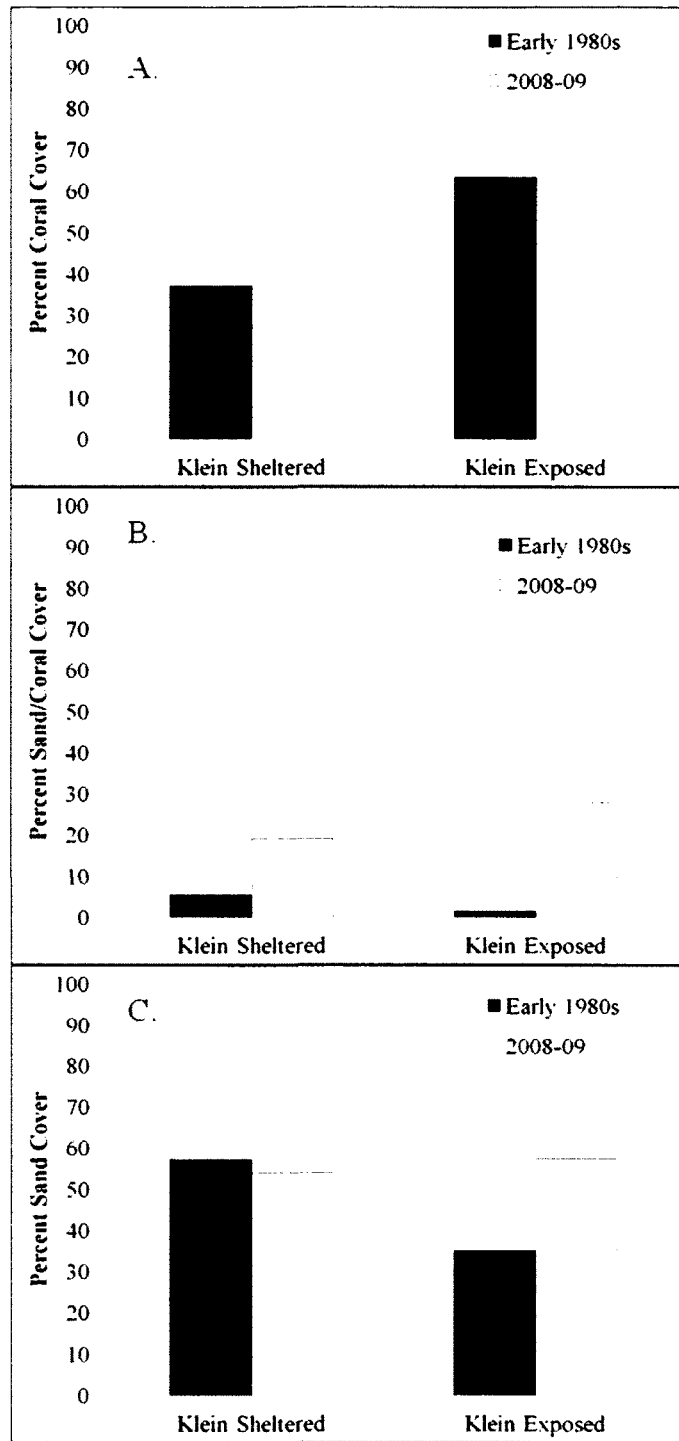 100
90
80
70
60
50
40
30
20
10
0
Percent Coral Cover
A.
Early 1980s
2008-09
Klein Sheltered
Klein Exposed
100
90
80
70
60
50
40
30
20
10
0
Percent Sand/Coral Cover
B.
Early 1980s
2008-09
Klein Sheltered
Klein Exposed
100
90
80
70
60
50
40
30
20
10
0
Percent Sand Cover
C.
Early 1980s
2008-09
Klein Sheltered
Klein Exposed